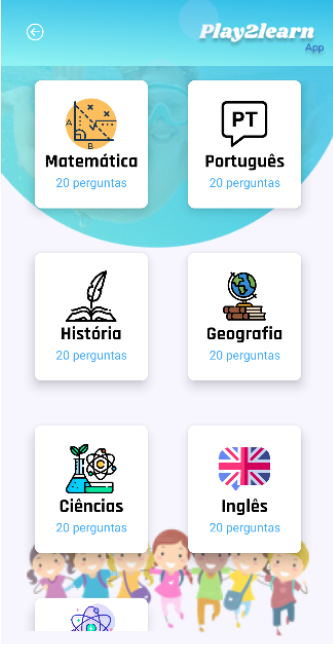 Play2learn
App
PT
A
B
Matemática
20 perguntas
Português
20 perguntas
História
20 perguntas
Geografia
20 perguntas
Ciências
20 perguntas
Inglês
20 perguntas